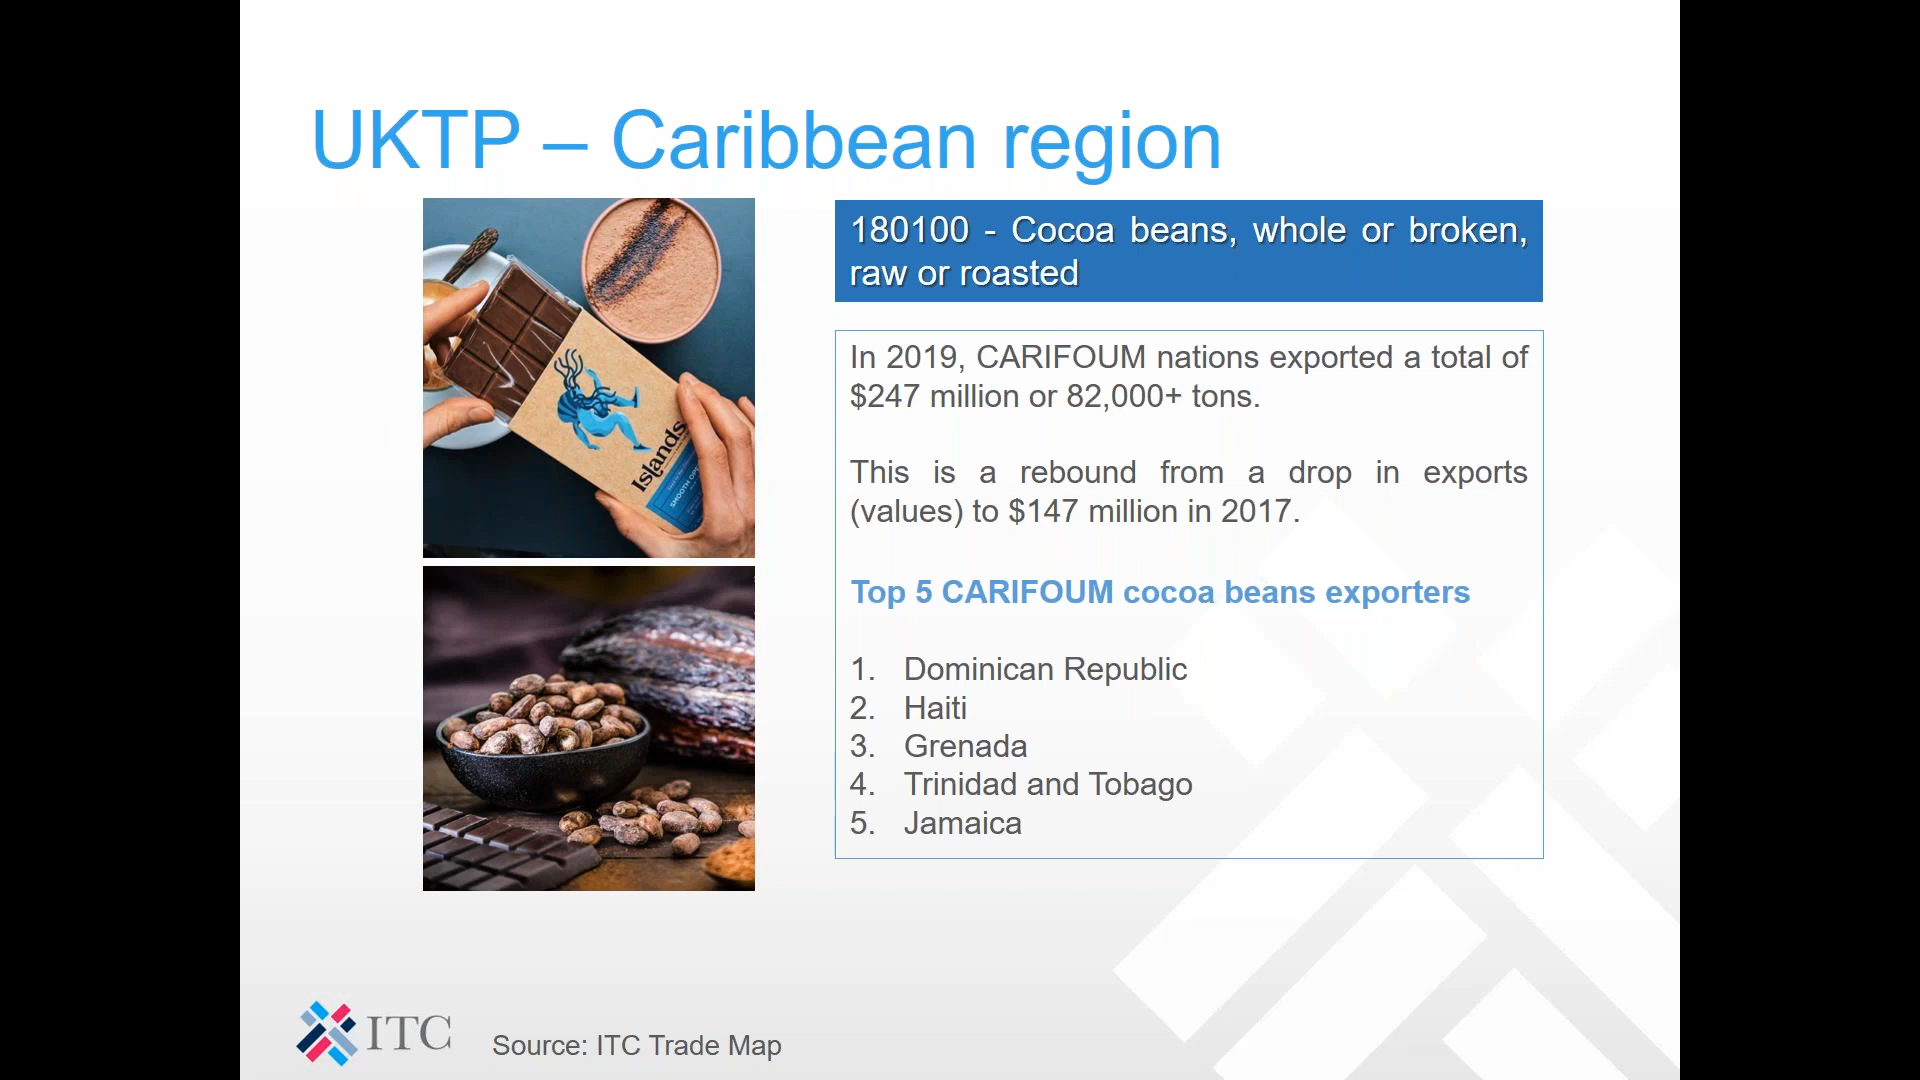 UKTP – Caribbean region
180100 - Cocoa beans, whole or broken,
raw or roasted
Islands
SMOOTH OPE
In 2019, CARIFOUM nations exported a total of
$247 million or 82,000+ tons.
This is a rebound from a drop in exports
(values) to $147 million in 2017.
Top 5 CARIFOUM cocoa beans exporters
1. Dominican Republic
2. Haiti
3. Grenada
4. Trinidad and Tobago
5. Jamaica
ITC
Source: ITC Trade Map